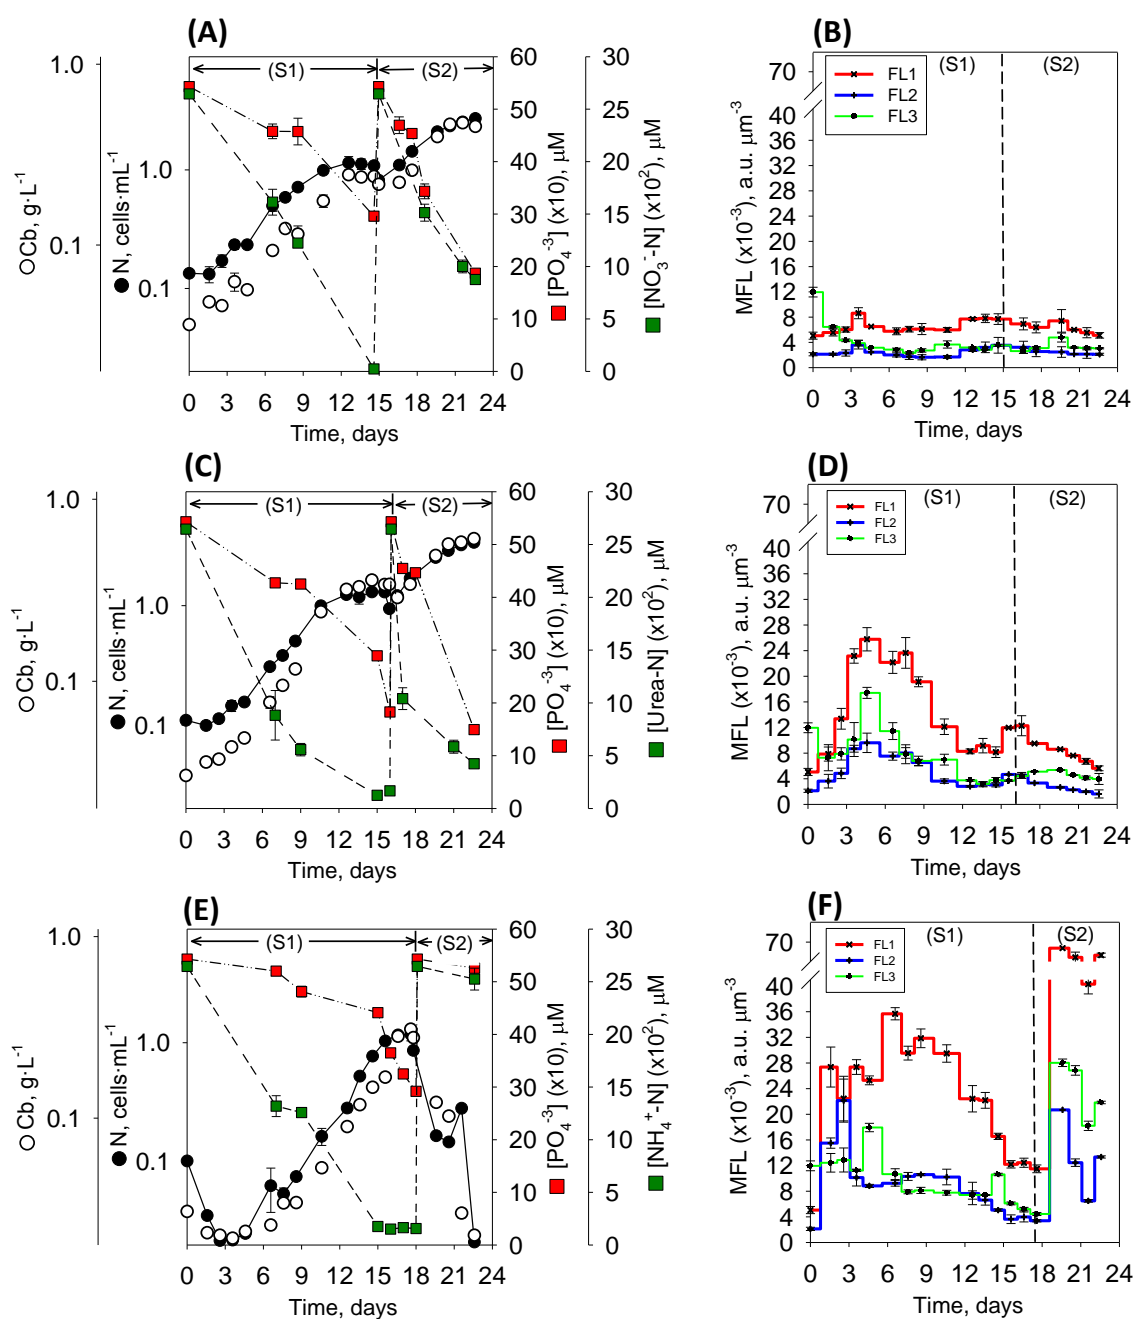 (A)
(S1)
(S2)
1.0
0.1
○Cb, g·L⁻¹
1.0
0.1
● N, cells·mL⁻¹
60
50
40
30
20
10
0
[PO₄⁻³] (x10), µM
30
25
20
15
10
5
0
[NO₃⁻-N] (x10²), µM
0 3 6 9 12 15 18 21 24
Time, days
(B)
(S1)
(S2)
FL1
FL2
FL3
70
40
36
32
28
24
20
16
12
8
4
0
MFL (x10⁻³), a.u. µm⁻³
0 3 6 9 12 15 18 21 24
Time, days
(C)
(S1)
(S2)
1.0
0.1
○Cb, g·L⁻¹
1.0
0.1
● N, cells·mL⁻¹
60
50
40
30
20
10
0
[PO₄⁻³] (x10), µM
30
25
20
15
10
5
0
[Urea-N] (x10²), µM
0 3 6 9 12 15 18 21 24
Time, days
(D)
(S1)
(S2)
FL1
FL2
FL3
70
40
36
32
28
24
20
16
12
8
4
0
MFL (x10⁻³), a.u. µm⁻³
0 3 6 9 12 15 18 21 24
Time, days
(E)
(S1)
(S2)
1.0
0.1
○Cb, g·L⁻¹
1.0
0.1
● N, cells·mL⁻¹
60
50
40
30
20
10
0
[PO₄⁻³] (x10), µM
30
25
20
15
10
5
0
[NH₄⁺-N] (x10²), µM
0 3 6 9 12 15 18 21 24
Time, days
(F)
(S1)
(S2)
FL1
FL2
FL3
70
40
36
32
28
24
20
16
12
8
4
0
MFL (x10⁻³), a.u. µm⁻³
0 3 6 9 12 15 18 21 24
Time, days